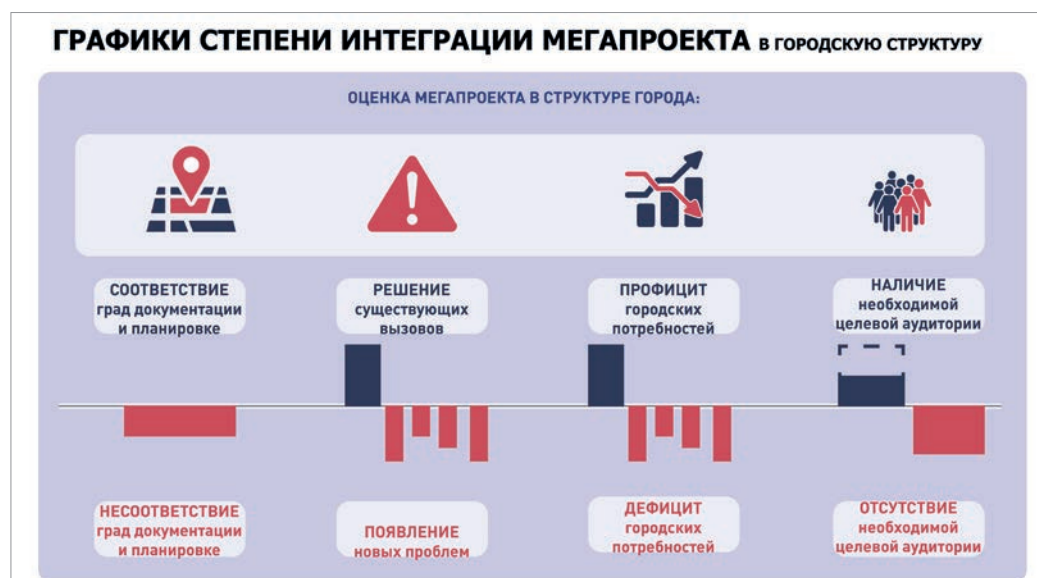 ГРАФИКИ СТЕПЕНИ ИНТЕГРАЦИИ МЕГАПРОЕКТА В ГОРОДСКУЮ СТРУКТУРУ
ОЦЕНКА МЕГАПРОЕКТА В СТРУКТУРЕ ГОРОДА:
СООТВЕТСТВИЕ
град документации
и планировке
РЕШЕНИЕ
существующих
вызовов
ПРОФИЦИТ
городских
потребностей
НАЛИЧИЕ
необходимой
целевой аудитории
НЕСООТВЕТСТВИЕ
град документации
и планировке
ПОЯВЛЕНИЕ
новых проблем
ДЕФИЦИТ
городских
потребностей
ОТСУТСТВИЕ
необходимой
целевой аудитории